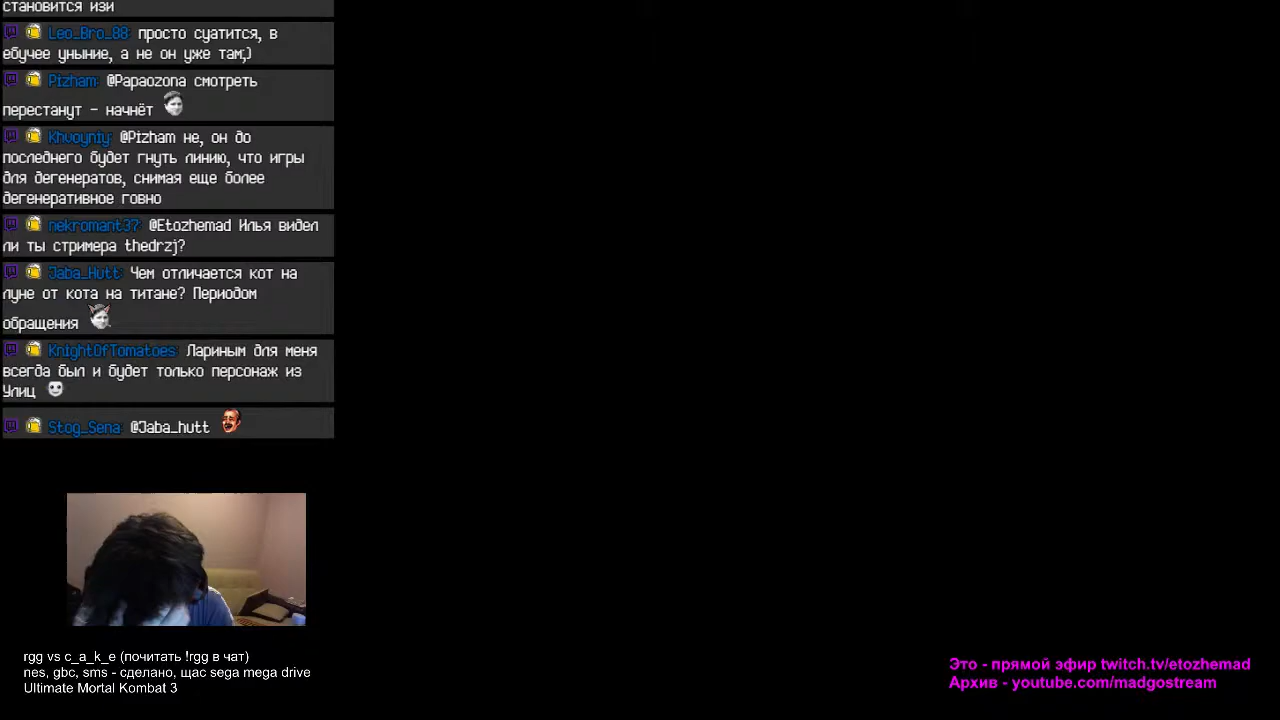 становится изи
Leo_Bro_88: просто суатится, в
ебучее уныние, а не он уже там;)
Pizham: @Papaozona смотреть
перестанут - начнёт
Khvoyniy: @Pizham не, он до
последнего будет гнуть линию, что игры
для дегенератов, снимая еще более
дегенеративное говно
nekromant37: @Etozhemad Илья видел
ли ты стримера thedrzj?
Jaba_Hutt: Чем отличается кот на
луне от кота на титане? Периодом
обращения
KnightOfTomatoes: Лариным для меня
всегда был и будет только персонаж из
Улиц
Stog_Sena: @Jaba_hutt
rgg vs c_a_k_e (почитать !rgg в чат)
nes, gbc, sms - сделано, щас sega mega drive
Ultimate Mortal Kombat 3
Это - прямой эфир twitch.tv/etozhemad
Архив - youtube.com/madgostream